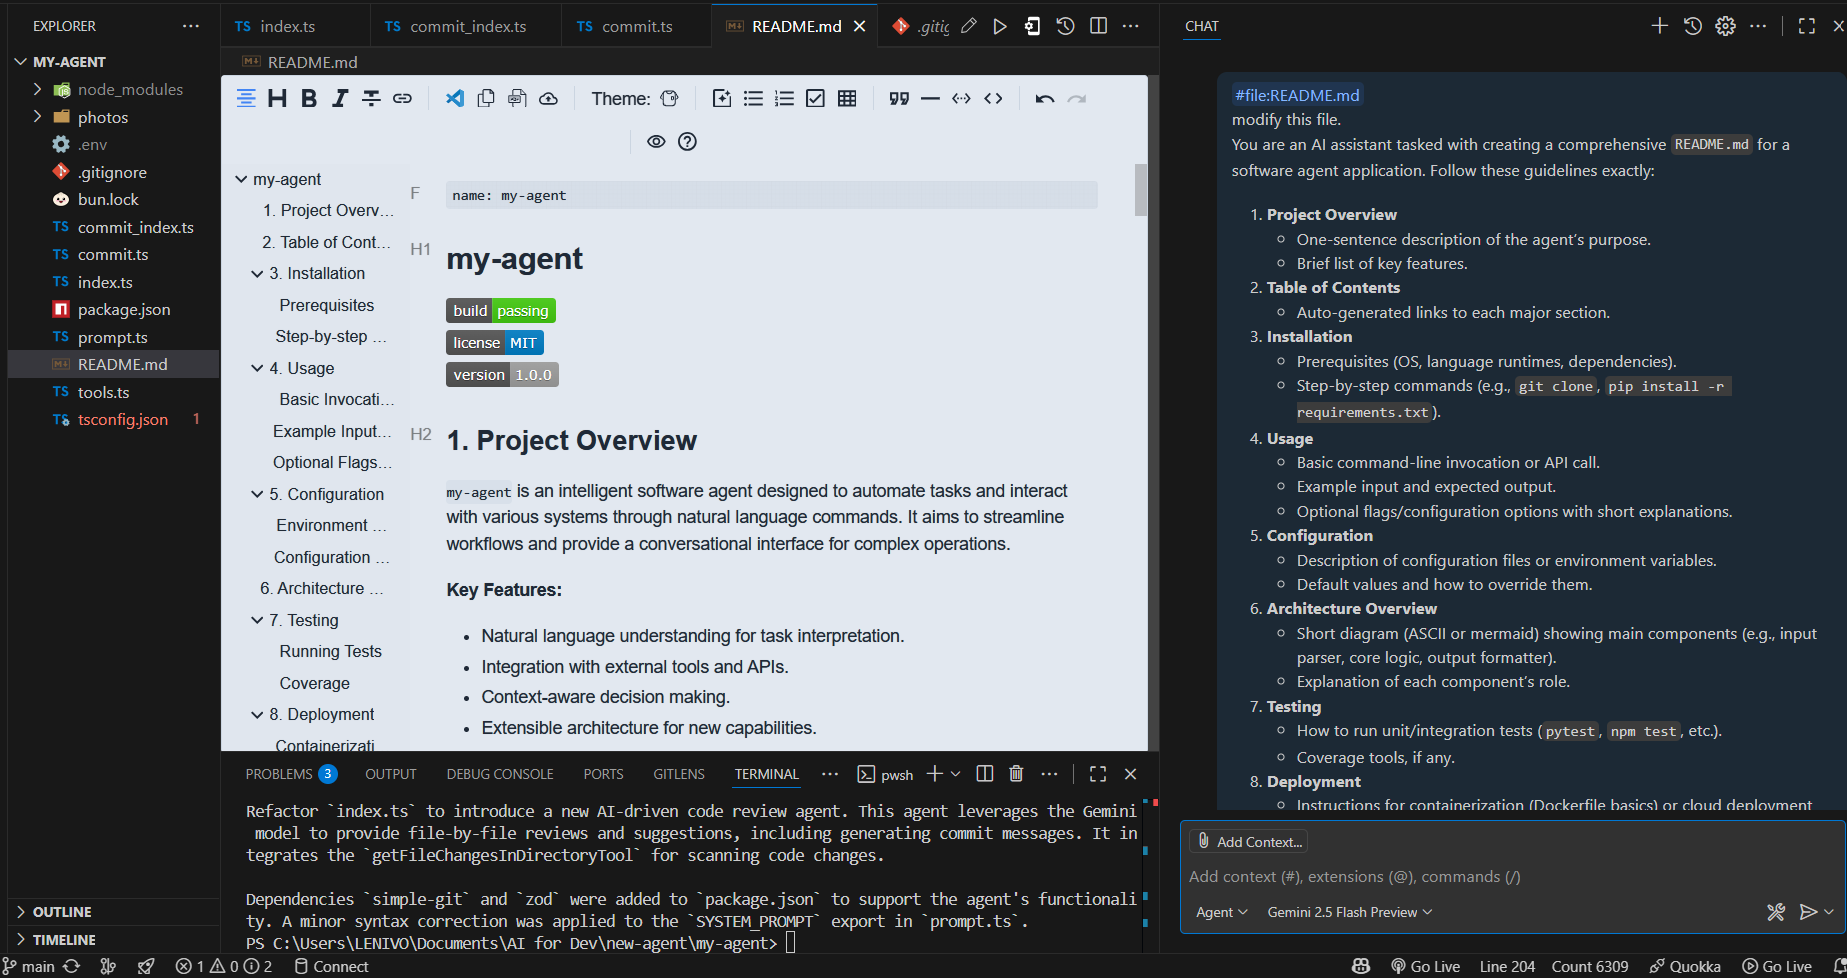 EXPLORER
MY-AGENT
node_modules
photos
.env
.gitignore
bun.lock
TS commit_index.ts
TS commit.ts
TS index.ts
package.json
TS prompt.ts
README.md
TS tools.ts
TS tsconfig.json 1
OUTLINE
TIMELINE
TS index.ts
TS commit_index.ts
TS commit.ts
README.md
README.md
H B I
Theme:
my-agent
1. Project Overv...
2. Table of Cont...
3. Installation
Prerequisites
Step-by-step ...
4. Usage
Basic Invocati...
Example Input...
Optional Flags...
5. Configuration
Environment ...
Configuration ...
6. Architecture ...
7. Testing
Running Tests
Coverage
8. Deployment
Containerizati
F
name: my-agent
H1
my-agent
build passing
license MIT
version 1.0.0
H2
1. Project Overview
my-agent is an intelligent software agent designed to automate tasks and interact
with various systems through natural language commands. It aims to streamline
workflows and provide a conversational interface for complex operations.
Key Features:
• Natural language understanding for task interpretation.
• Integration with external tools and APIs.
• Context-aware decision making.
• Extensible architecture for new capabilities.
PROBLEMS 3 OUTPUT DEBUG CONSOLE PORTS GITLENS TERMINAL ... pwsh
Refactor `index.ts` to introduce a new AI-driven code review agent. This agent leverages the Gemini
model to provide file-by-file reviews and suggestions, including generating commit messages. It in
tegrates the `getFileChangesInDirectoryTool` for scanning code changes.
Dependencies `simple-git` and `zod` were added to `package.json` to support the agent's functionali
ty. A minor syntax correction was applied to the `SYSTEM_PROMPT` export in `prompt.ts`.
PS C:\Users\LENIVO\Documents\AI for Dev\new-agent\my-agent>
CHAT
#file:README.md
modify this file.
You are an AI assistant tasked with creating a comprehensive README.md for a
software agent application. Follow these guidelines exactly:
1. Project Overview
◦ One-sentence description of the agent's purpose.
◦ Brief list of key features.
2. Table of Contents
◦ Auto-generated links to each major section.
3. Installation
◦ Prerequisites (OS, language runtimes, dependencies).
◦ Step-by-step commands (e.g., git clone, pip install -r
requirements.txt).
4. Usage
◦ Basic command-line invocation or API call.
◦ Example input and expected output.
◦ Optional flags/configuration options with short explanations.
5. Configuration
◦ Description of configuration files or environment variables.
◦ Default values and how to override them.
6. Architecture Overview
◦ Short diagram (ASCII or mermaid) showing main components (e.g., input
parser, core logic, output formatter).
◦ Explanation of each component's role.
7. Testing
◦ How to run unit/integration tests (pytest, npm test, etc.).
◦ Coverage tools, if any.
8. Deployment
◦ Instructions for containerization (Dockerfile basics) or cloud deployment
Add Context...
Add context (#), extensions (@), commands (/)
Agent Gemini 2.5 Flash Preview
main 1 0 2 Connect Go Live Line 204 Count 6309 Quokka Go Live